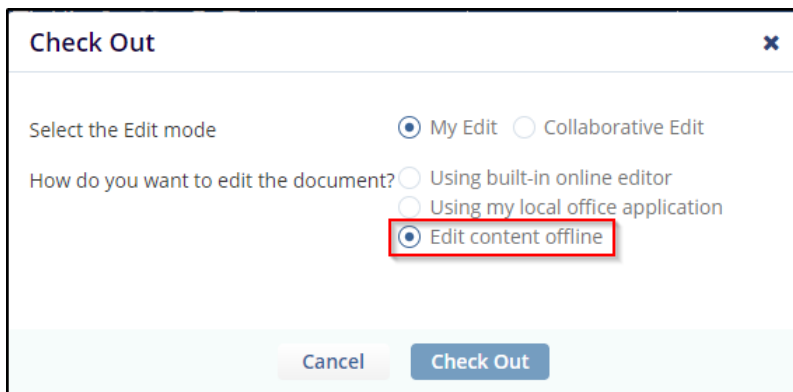 Check Out
Select the Edit mode
My Edit Collaborative Edit
How do you want to edit the document?
Using built-in online editor
Using my local office application
Edit content offline
Cancel Check Out